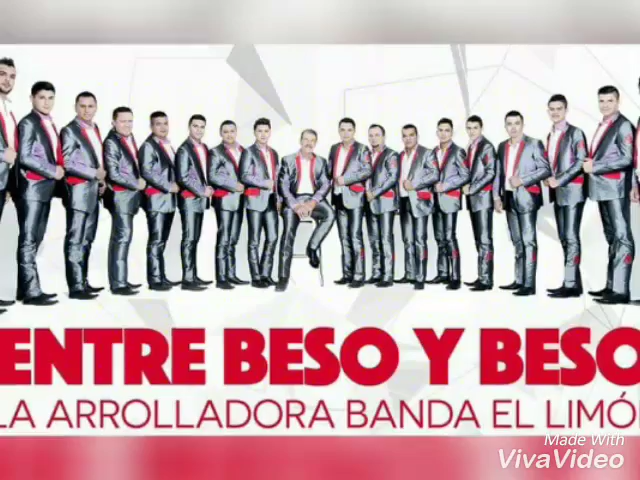 ENTRE BESO Y BESO
LA ARROLLADORA BANDA EL LIMÓ
Made With
VivaVideo